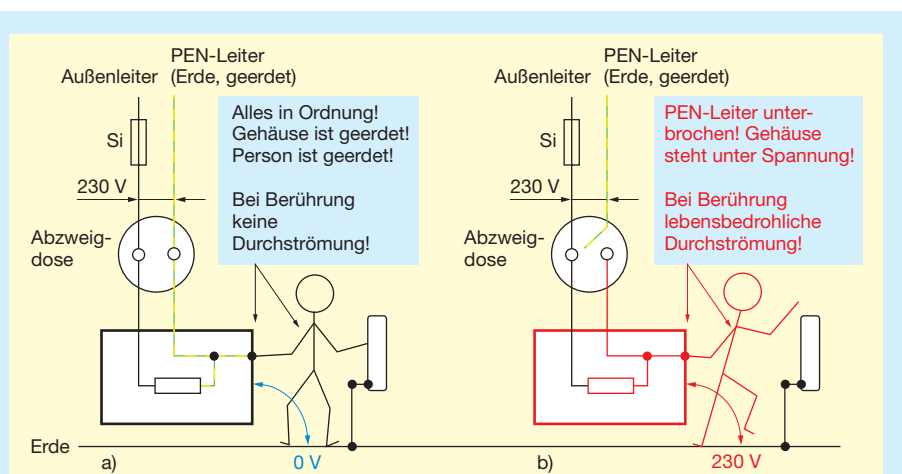 PEN-Leiter
Außenleiter (Erde, geerdet)
Si
230 V
Abzweig-
dose
Alles in Ordnung!
Gehäuse ist geerdet!
Person ist geerdet!
Bei Berührung
keine
Durchströmung!
Erde
a)
0 V
PEN-Leiter
Außenleiter (Erde, geerdet)
Si
230 V
Abzweig-
dose
PEN-Leiter unter-
brochen! Gehäuse
steht unter Spannung!
Bei Berührung
lebensbedrohliche
Durchströmung!
b)
230 V